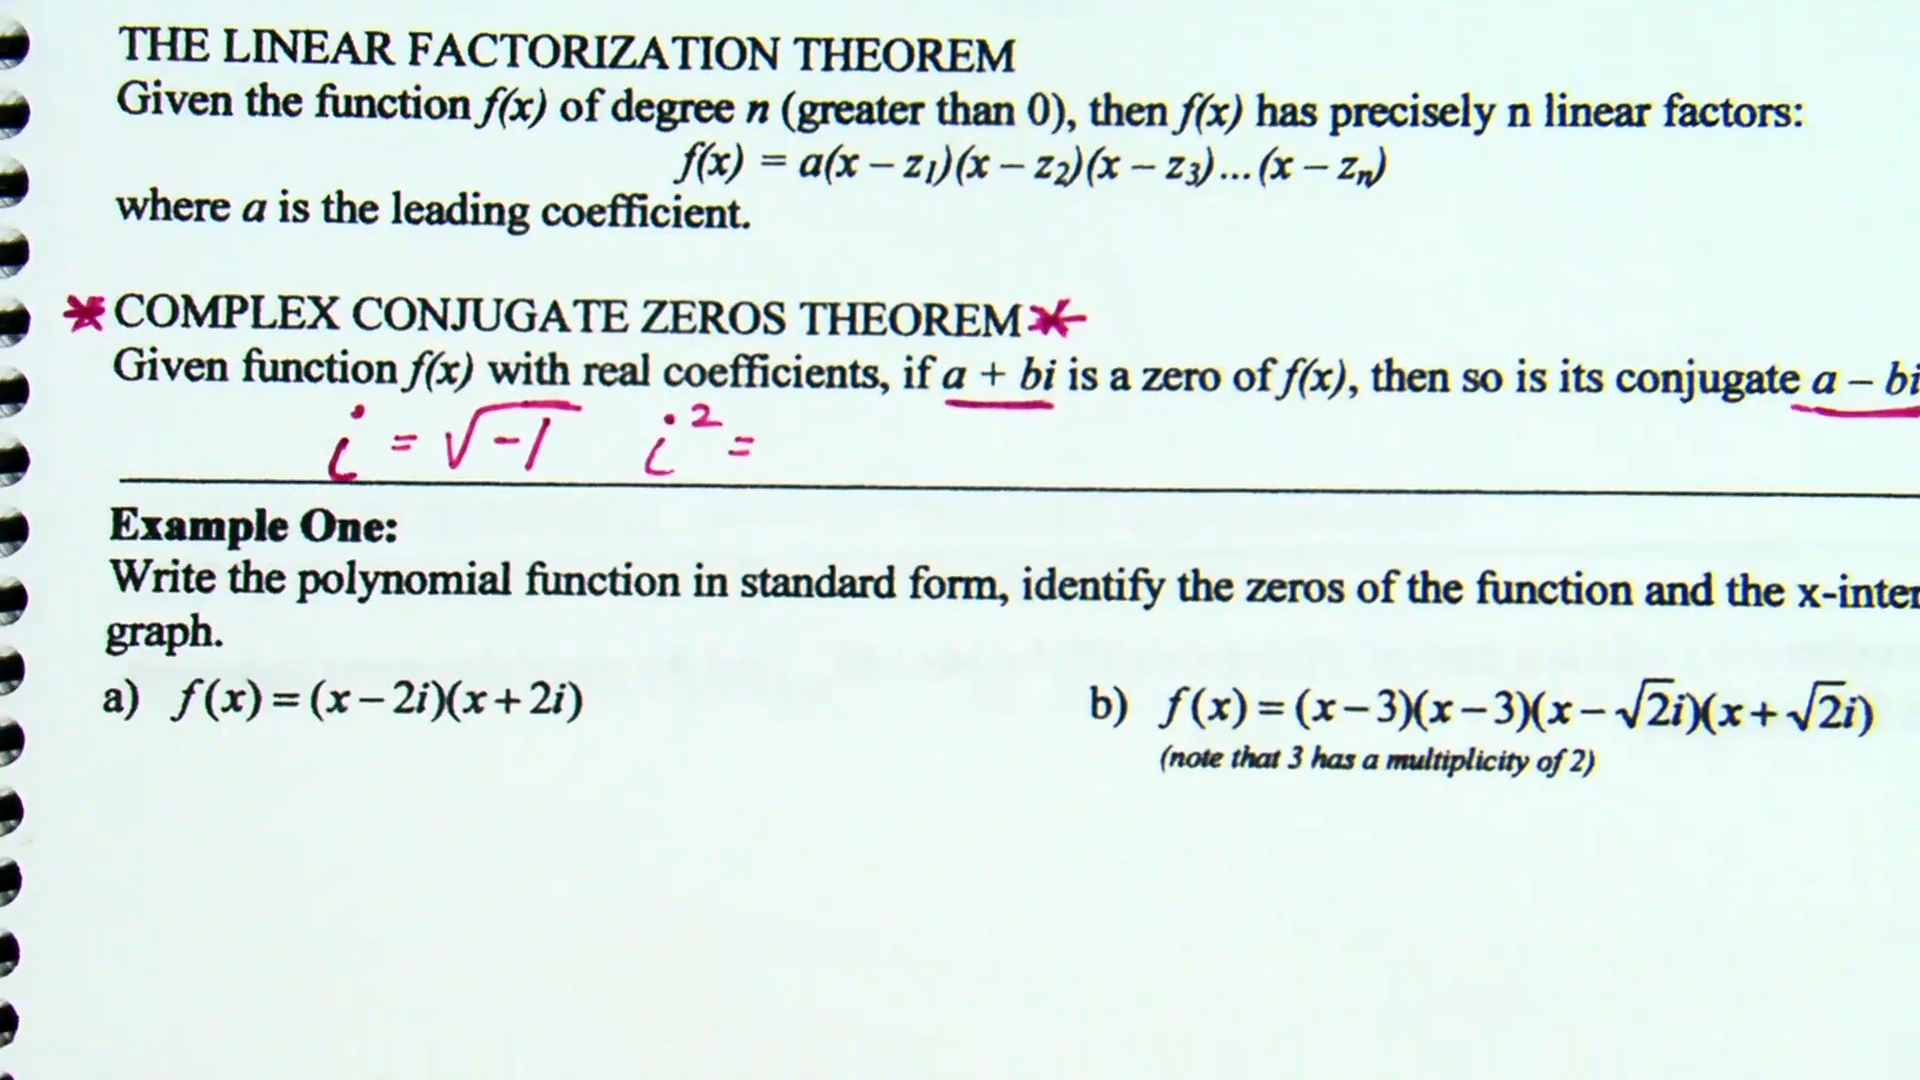 THE LINEAR FACTORIZATION THEOREM
Given the function f(x) of degree n (greater than 0), then f(x) has precisely n linear factors:
f(x) = a(x – z₁)(x – z₂)(x – z₃)...(x – zₙ)
where a is the leading coefficient.
* COMPLEX CONJUGATE ZEROS THEOREM *
Given function f(x) with real coefficients, if a + bi is a zero of f(x), then so is its conjugate a – bi
i = √-1 i² =
Example One:
Write the polynomial function in standard form, identify the zeros of the function and the x-inter
graph.
a) f(x) = (x – 2i)(x + 2i)
b) f(x) = (x – 3)(x – 3)(x – √2i)(x + √2i)
(note that 3 has a multiplicity of 2)